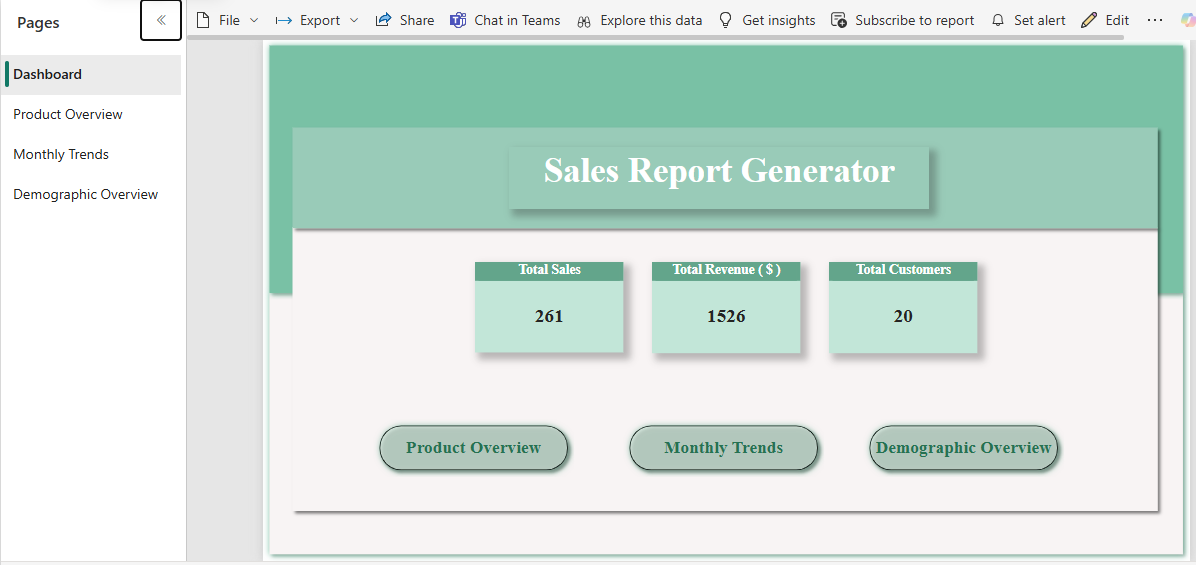 Pages
File Export Share Chat in Teams Explore this data Get insights Subscribe to report Set alert Edit ...
Dashboard
Product Overview
Monthly Trends
Demographic Overview
Sales Report Generator
Total Sales
261
Total Revenue ( $ )
1526
Total Customers
20
Product Overview
Monthly Trends
Demographic Overview